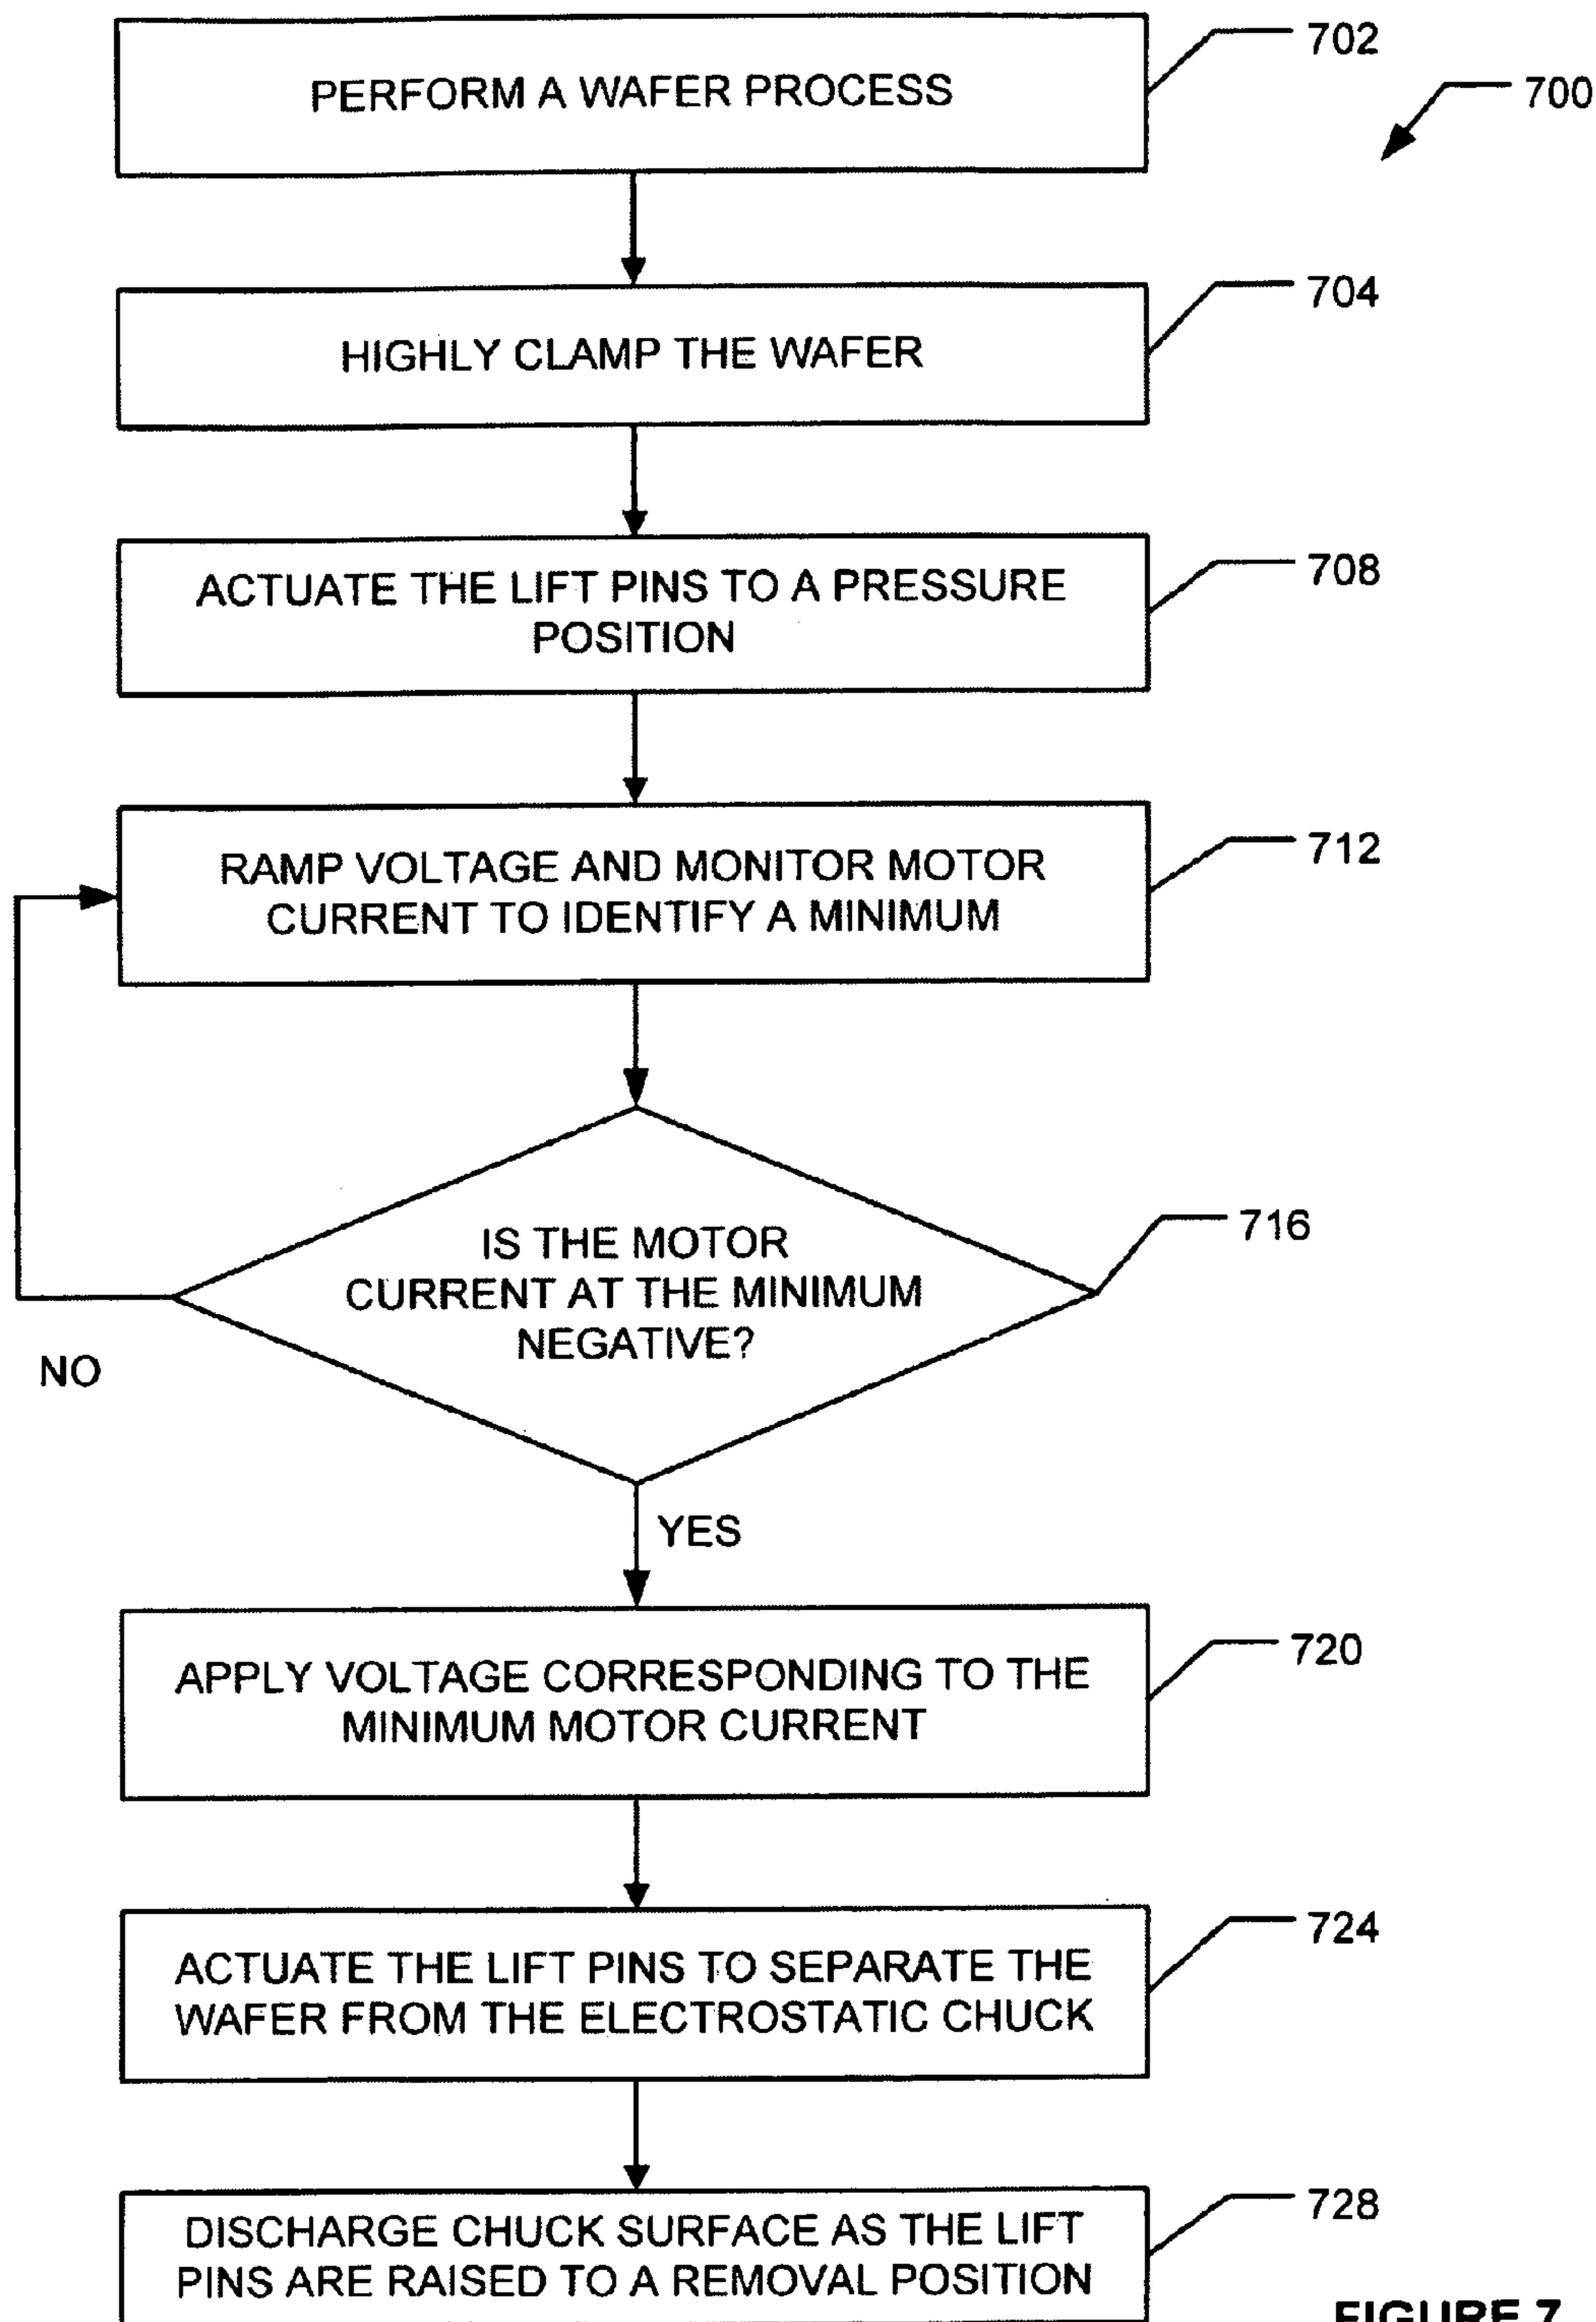 702
700
PERFORM A WAFER PROCESS
704
HIGHLY CLAMP THE WAFER
708
ACTUATE THE LIFT PINS TO A PRESSURE
POSITION
712
RAMP VOLTAGE AND MONITOR MOTOR
CURRENT TO IDENTIFY A MINIMUM
716
IS THE MOTOR
CURRENT AT THE MINIMUM
NEGATIVE?
NO
YES
720
APPLY VOLTAGE CORRESPONDING TO THE
MINIMUM MOTOR CURRENT
724
ACTUATE THE LIFT PINS TO SEPARATE THE
WAFER FROM THE ELECTROSTATIC CHUCK
728
DISCHARGE CHUCK SURFACE AS THE LIFT
PINS ARE RAISED TO A REMOVAL POSITION
FIGURE 7